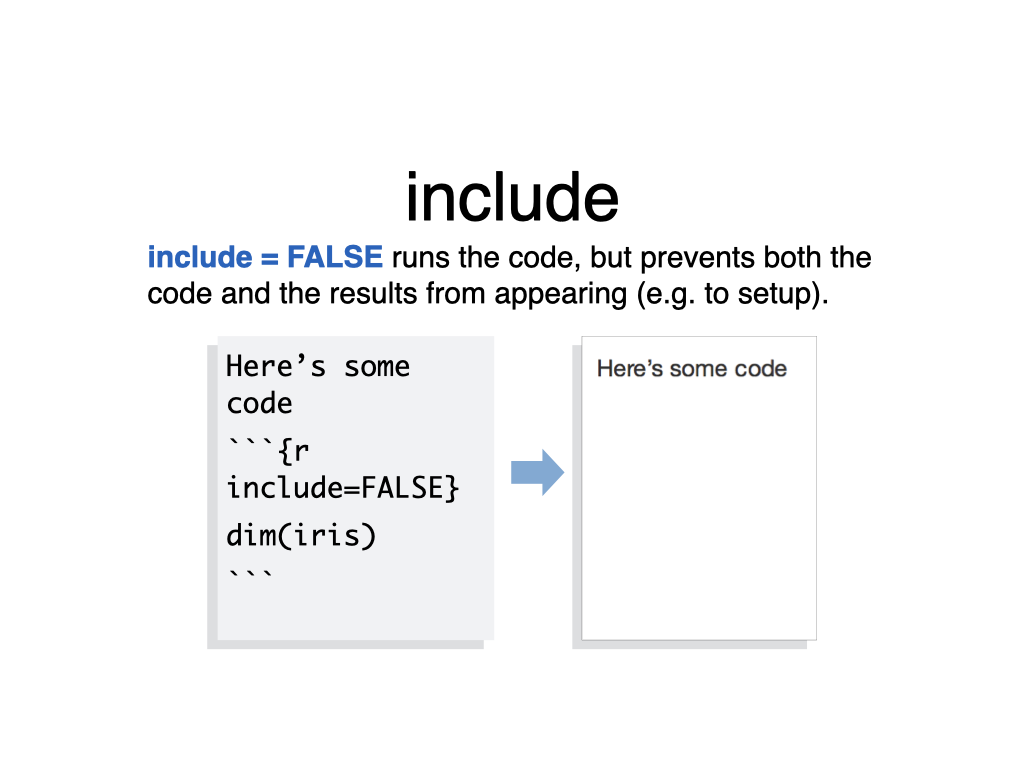 include
include = FALSE runs the code, but prevents both the
code and the results from appearing (e.g. to setup).
Here’s some
code
```{r
include=FALSE}
dim(iris)
```
Here’s some code